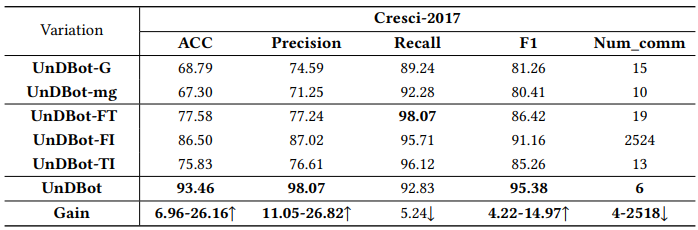 Variation Cresci-2017
ACC Precision Recall F1 Num_comm
UnDBot-G 68.79 74.59 89.24 81.26 15
UnDBot-mg 67.30 71.25 92.28 80.41 10
UnDBot-FT 77.58 77.24 98.07 86.42 19
UnDBot-FI 86.50 87.02 95.71 91.16 2524
UnDBot-TI 75.83 76.61 96.12 85.26 13
UnDBot 93.46 98.07 92.83 95.38 6
Gain 6.96-26.16↑ 11.05-26.82↑ 5.24↓ 4.22-14.97↑ 4-2518↓